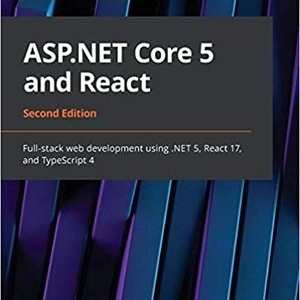 ASP.NET Core 5
and React
Second Edition
Full-stack web development using .NET 5, React 17,
and TypeScript 4